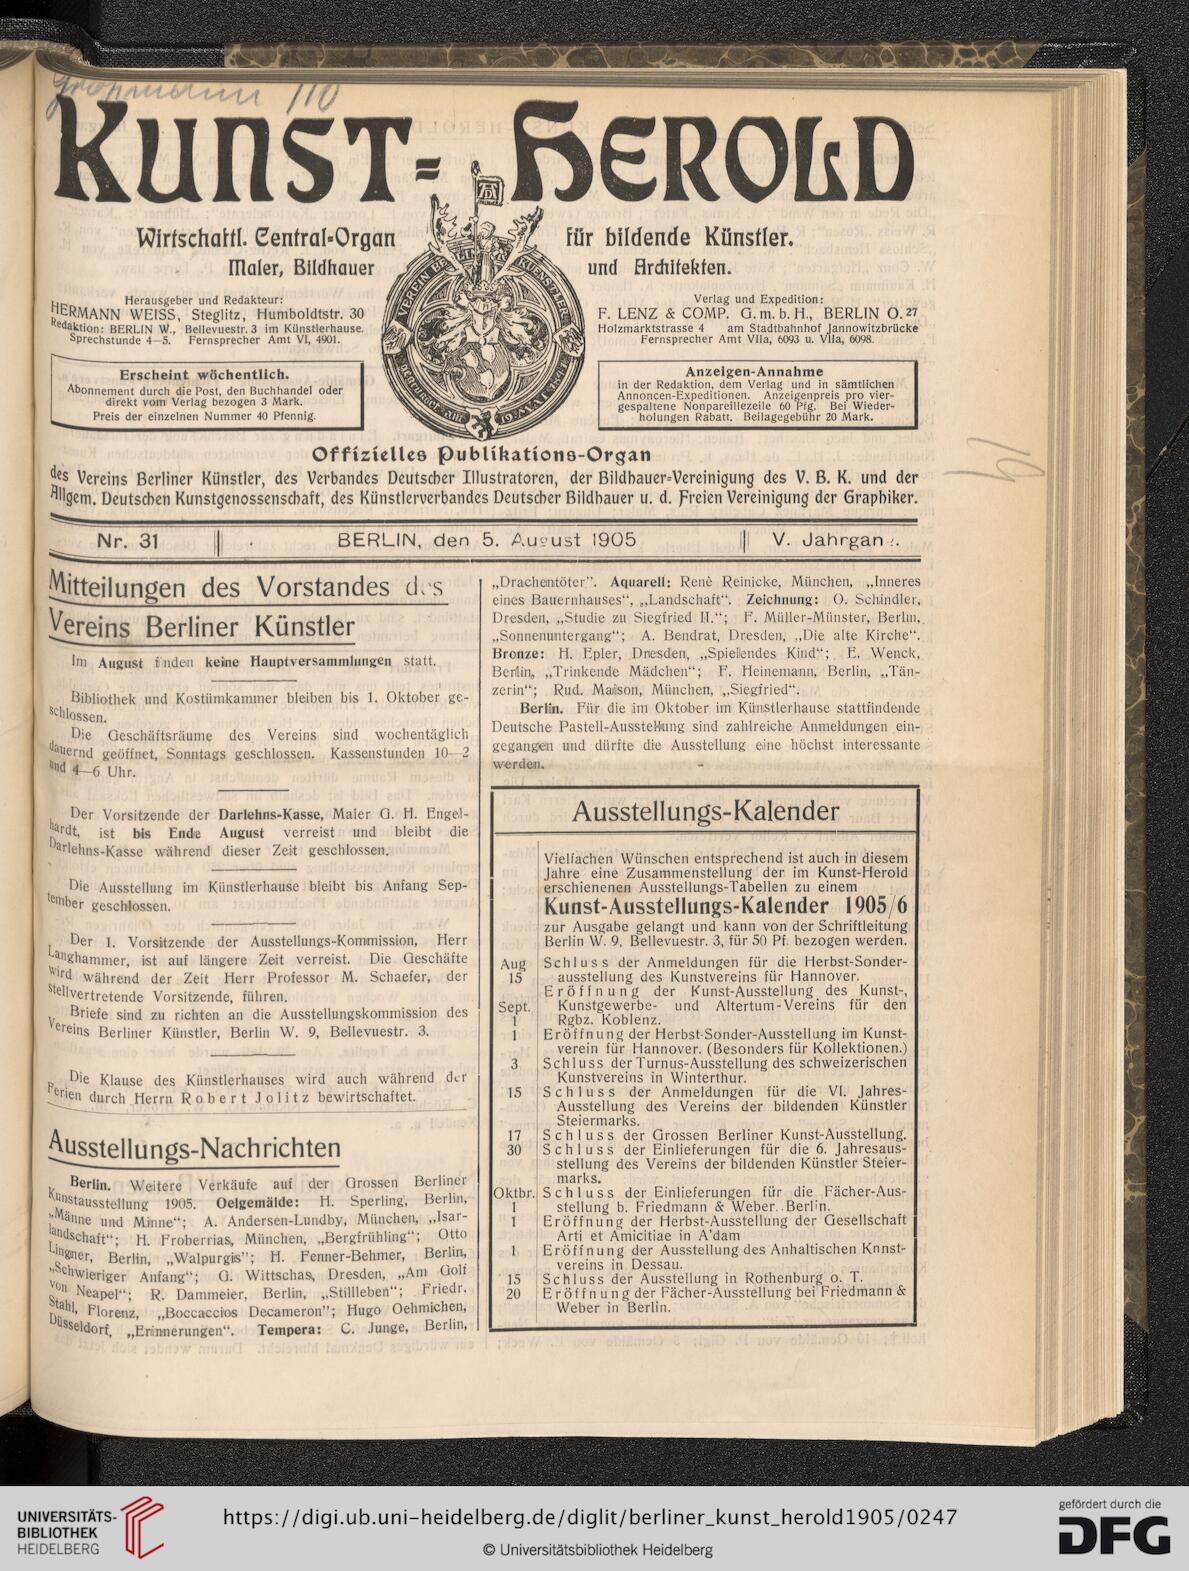 KUNST-HEROLD
Wirtschaftl. Central-Organ für bildende Künstler.
Maler, Bildhauer und Architekten.
VEREIN BERLINER KUENSTLER
19. MAI 1841
Herausgeber und Redakteur:
HERMANN WEISS, Steglitz, Humboldtstr. 30
Redaktion: BERLIN W., Bellevuestr. 3 im Künstlerhause.
Sprechstunde 4—5. Fernsprecher Amt VI, 4901.
Verlag und Expedition:
F. LENZ & COMP. G. m. b. H., BERLIN O. 27
Holzmarktstrasse 4 am Stadtbahnhof Jannowitzbrücke
Fernsprecher Amt VIIa, 6093 u. VIIa, 6098.
Erscheint wöchentlich.
Abonnement durch die Post, den Buchhandel oder
direkt vom Verlag bezogen 3 Mark.
Preis der einzelnen Nummer 40 Pfennig.
Anzeigen-Annahme
in der Redaktion, dem Verlag und in sämtlichen
Annoncen-Expeditionen. Anzeigenpreis pro vier-
gespaltene Nonpareillezeile 60 Pfg. Bei Wieder-
holungen Rabatt. Beilagegebühr 20 Mark.
Offizielles Publikations-Organ
des Vereins Berliner Künstler, des Verbandes Deutscher Illustratoren, der Bildhauer-Vereinigung des V. B. K. und der
Allgem. Deutschen Kunstgenossenschaft, des Künstlerverbandes Deutscher Bildhauer u. d. Freien Vereinigung der Graphiker.
Nr. 31 BERLIN, den 5. August 1905 V. Jahrgang.
Mitteilungen des Vorstandes des
Vereins Berliner Künstler
Im August finden keine Hauptversammlungen statt.
Bibliothek und Kostümkammer bleiben bis 1. Oktober ge-
schlossen.
Die Geschäftsräume des Vereins sind wochentäglich
dauernd geöffnet, Sonntags geschlossen. Kassenstunden 10—2
und 4—6 Uhr.
Der Vorsitzende der Darlehns-Kasse, Maler G. H. Engel-
hardt, ist bis Ende August verreist und bleibt die
Darlehns-Kasse während dieser Zeit geschlossen.
Die Ausstellung im Künstlerhause bleibt bis Anfang Sep-
tember geschlossen.
Der 1. Vorsitzende der Ausstellungs-Kommission, Herr
Langhammer, ist auf längere Zeit verreist. Die Geschäfte
wird während der Zeit Herr Professor M. Schaefer, der
stellvertretende Vorsitzende, führen.
Briefe sind zu richten an die Ausstellungskommission des
Vereins Berliner Künstler, Berlin W. 9, Bellevuestr. 3.
Die Klause des Künstlerhauses wird auch während der
Ferien durch Herrn Robert Jolitz bewirtschaftet.
Ausstellungs-Nachrichten
Berlin. Weitere Verkäufe auf der Grossen Berliner
Kunstausstellung 1905. Oelgemälde: H. Sperling, Berlin,
„Männe und Minne“; A. Andersen-Lundby, München, „Isar-
landschaft“; H. Froberrias, München, „Bergfrühling“; Otto
Lingner, Berlin, „Walpurgis“; H. Fenner-Behmer, Berlin,
„Schwieriger Anfang“; G. Wittschas, Dresden, „Am Golf
von Neapel“; R. Dammeier, Berlin, „Stillleben“; Friedr.
Stahl, Florenz, „Boccaccios Decameron“; Hugo Oehmichen,
Düsseldorf, „Erinnerungen“. Tempera: C. Junge, Berlin,
„Drachentöter“. Aquarell: Renè Reinicke, München, „Inneres
eines Bauernhauses“, „Landschaft“. Zeichnung: O. Schindler,
Dresden, „Studie zu Siegfried II.“; F. Müller-Münster, Berlin,
„Sonnenuntergang“; A. Bendrat, Dresden, „Die alte Kirche“.
Bronze: H. Epler, Dresden, „Spielendes Kind“; E. Wenck,
Berlin, „Trinkende Mädchen“; F. Heinemann, Berlin, „Tän-
zerin“; Rud. Maison, München, „Siegfried“.
Berlin. Für die im Oktober im Künstlerhause stattfindende
Deutsche Pastell-Ausstellung sind zahlreiche Anmeldungen ein-
gegangen und dürfte die Ausstellung eine höchst interessante
werden.
Ausstellungs-Kalender
Vielfachen Wünschen entsprechend ist auch in diesem
Jahre eine Zusammenstellung der im Kunst-Herold
erschienenen Ausstellungs-Tabellen zu einem
Kunst-Ausstellungs-Kalender 1905/6
zur Ausgabe gelangt und kann von der Schriftleitung
Berlin W. 9, Bellevuestr. 3, für 50 Pf. bezogen werden.
Aug Schluss der Anmeldungen für die Herbst-Sonder-
15 ausstellung des Kunstvereins für Hannover.
Eröffnung der Kunst-Ausstellung des Kunst-,
Sept. Kunstgewerbe- und Altertum-Vereins für den
1 Rgbz. Koblenz.
1 Eröffnung der Herbst-Sonder-Ausstellung im Kunst-
verein für Hannover. (Besonders für Kollektionen.)
3 Schluss der Turnus-Ausstellung des schweizerischen
Kunstvereins in Winterthur.
15 Schluss der Anmeldungen für die VI. Jahres-
Ausstellung des Vereins der bildenden Künstler
Steiermarks.
17 Schluss der Grossen Berliner Kunst-Ausstellung.
30 Schluss der Einlieferungen für die 6. Jahresaus-
stellung des Vereins der bildenden Künstler Steier-
marks.
Oktbr. Schluss der Einlieferungen für die Fächer-Aus-
1 stellung b. Friedmann & Weber. Berlin.
1 Eröffnung der Herbst-Ausstellung der Gesellschaft
Arti et Amicitiae in A'dam
1 Eröffnung der Ausstellung des Anhaltischen Knnst-
vereins in Dessau.
15 Schluss der Ausstellung in Rothenburg o. T.
20 Eröffnung der Fächer-Ausstellung bei Friedmann &
Weber in Berlin.
UNIVERSITÄTS-
BIBLIOTHEK
HEIDELBERG
https://digi.ub.uni-heidelberg.de/diglit/berliner_kunst_herold1905/0247
© Universitätsbibliothek Heidelberg
gefördert durch die
DFG